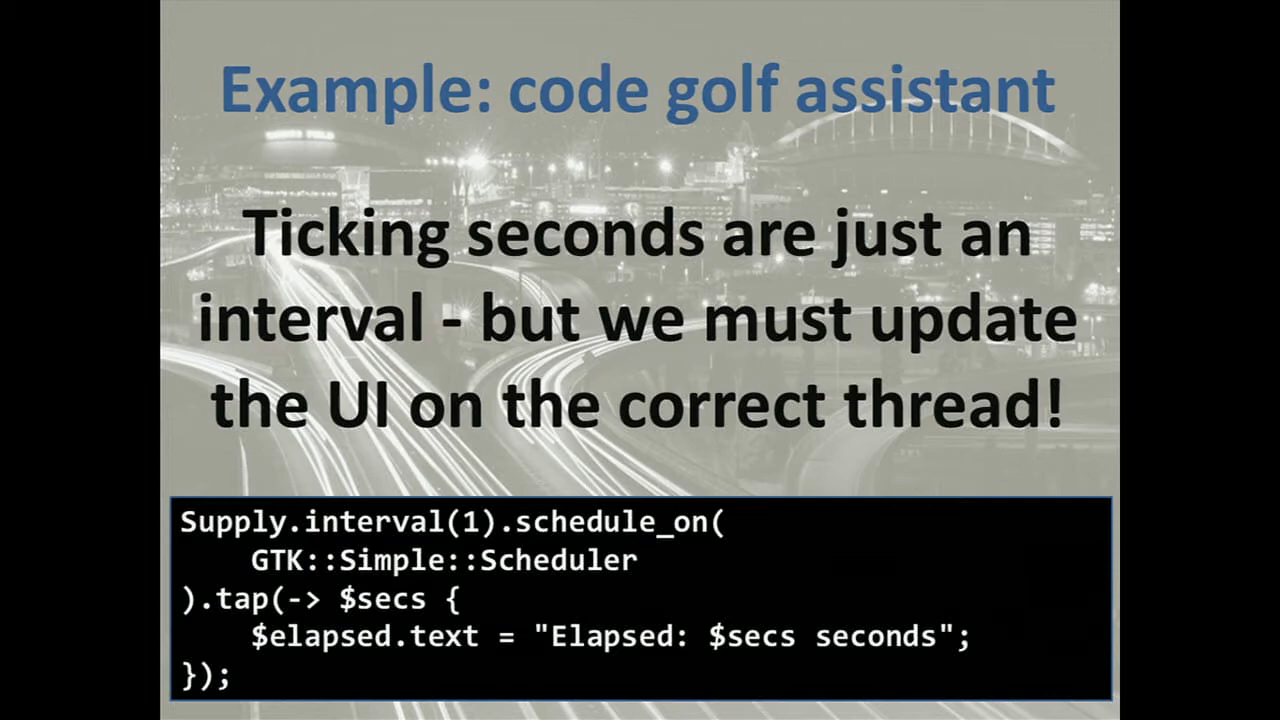 Example: code golf assistant
Ticking seconds are just an
interval - but we must update
the UI on the correct thread!
Supply.interval(1).schedule_on(
    GTK::Simple::Scheduler
).tap(-> $secs {
    $elapsed.text = "Elapsed: $secs seconds";
});